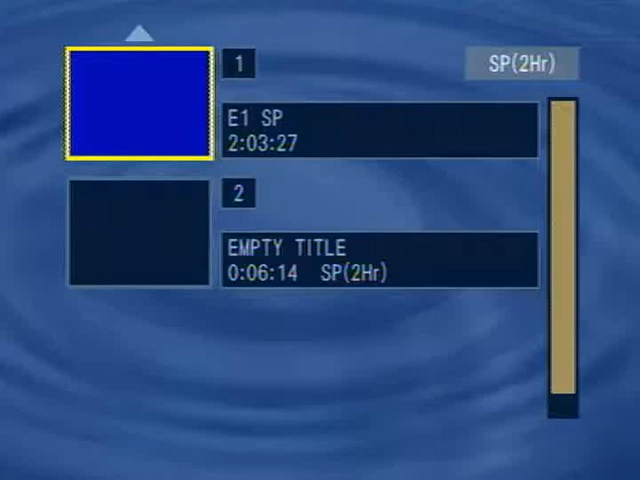 1
SP(2Hr)
E1 SP
2:03:27
2
EMPTY TITLE
0:06:14 SP(2Hr)